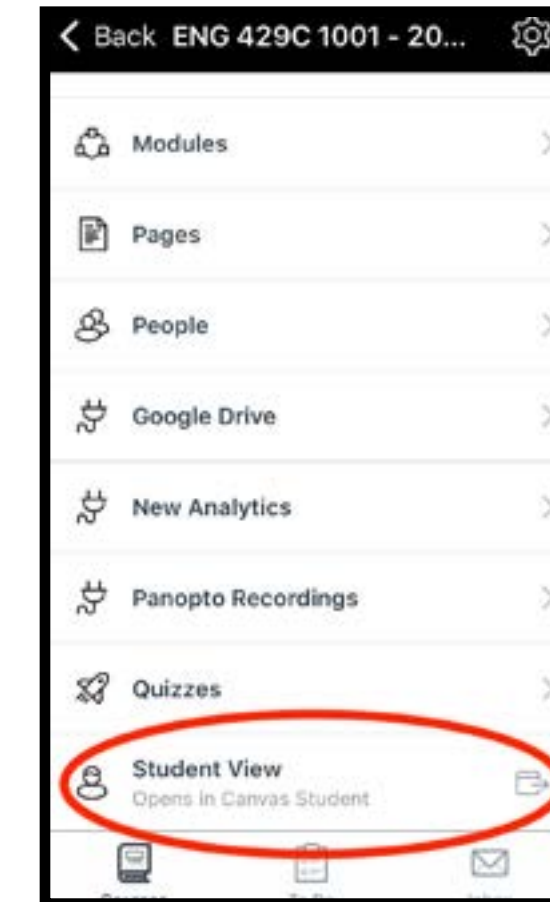 Back ENG 429C 1001 - 20...
Modules
Pages
People
Google Drive
New Analytics
Panopto Recordings
Quizzes
Student View
Opens in Canvas Student